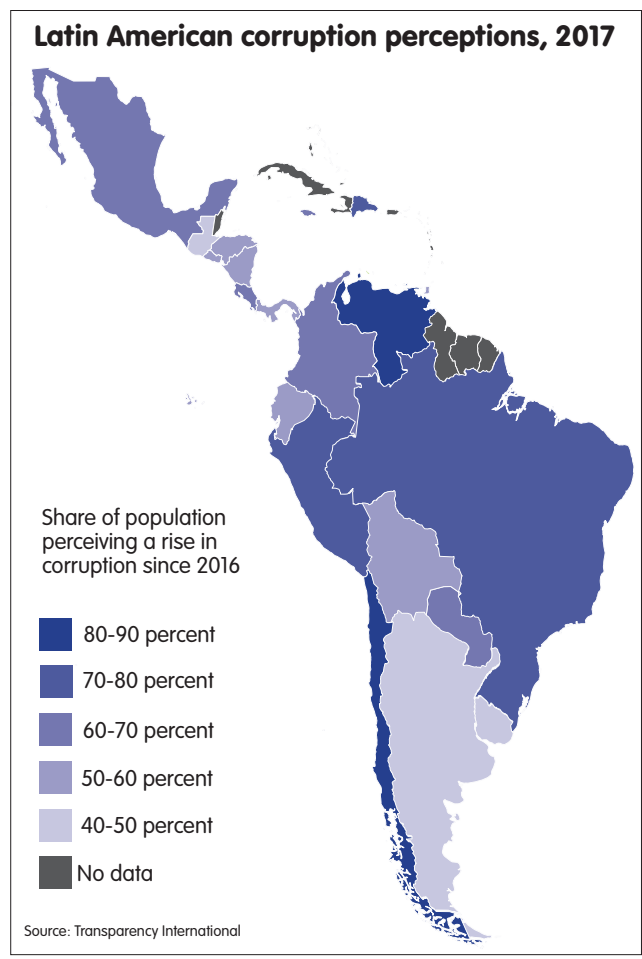 Latin American corruption perceptions, 2017
Share of population
perceiving a rise in
corruption since 2016
80-90 percent
70-80 percent
60-70 percent
50-60 percent
40-50 percent
No data
Source: Transparency International